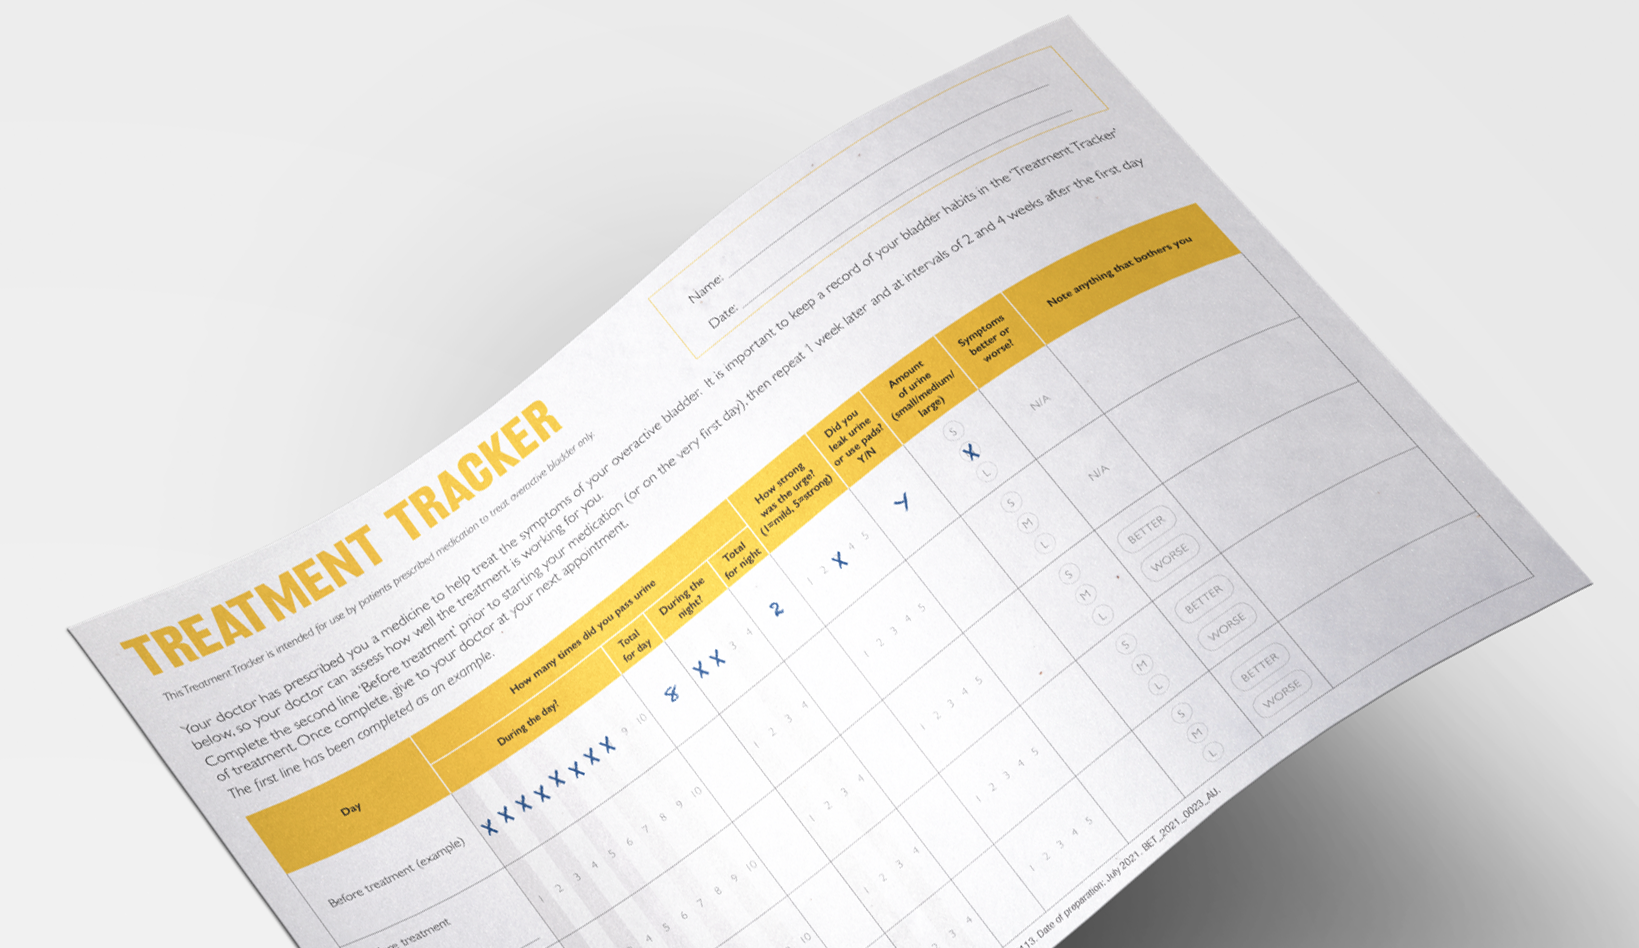 Name:
Date:
TREATMENT TRACKER
This Treatment Tracker is intended for use by patients prescribed medication to treat overactive bladder only.
Your doctor has prescribed you a medicine to help treat the symptoms of your overactive bladder. It is important to keep a record of your bladder habits in the 'Treatment Tracker'
below, so your doctor can assess how well the treatment is working for you.
Complete the second line 'Before treatment' prior to starting your medication (or on the very first day), then repeat 1 week later and at intervals of 2 and 4 weeks after the first day
of treatment. Once complete, give to your doctor at your next appointment.
The first line has been completed as an example.
Day
How many times did you pass urine
During the day?
Total
for day
During the
night?
Total
for night
How strong
was the urge?
(1=mild, 5=strong)
Did you
leak urine
or use pads?
Y/N
Amount
of urine
(small/medium/
large)
Symptoms
better or
worse?
Note anything that bothers you
Before treatment (example)
X X X X X X X X 9 10
8
X X 3 4
2
1 2 X 4 5
Y
S
X
L
N/A
treatment
1 2 3 4 5 6 7 8 9 10
1 2 3 4
1 2 3 4 5
S
M
L
N/A
4 5 6 7 8 9 10
1 2 3 4
1 2 3 4 5
S
M
L
BETTER
WORSE
10
1 2 3 4
1 2 3 4 5
S
M
L
BETTER
WORSE
2 3 4
1 2 3 4 5
S
M
L
BETTER
WORSE
113. Date of preparation: July 2021. BET_2021_0023_AU.